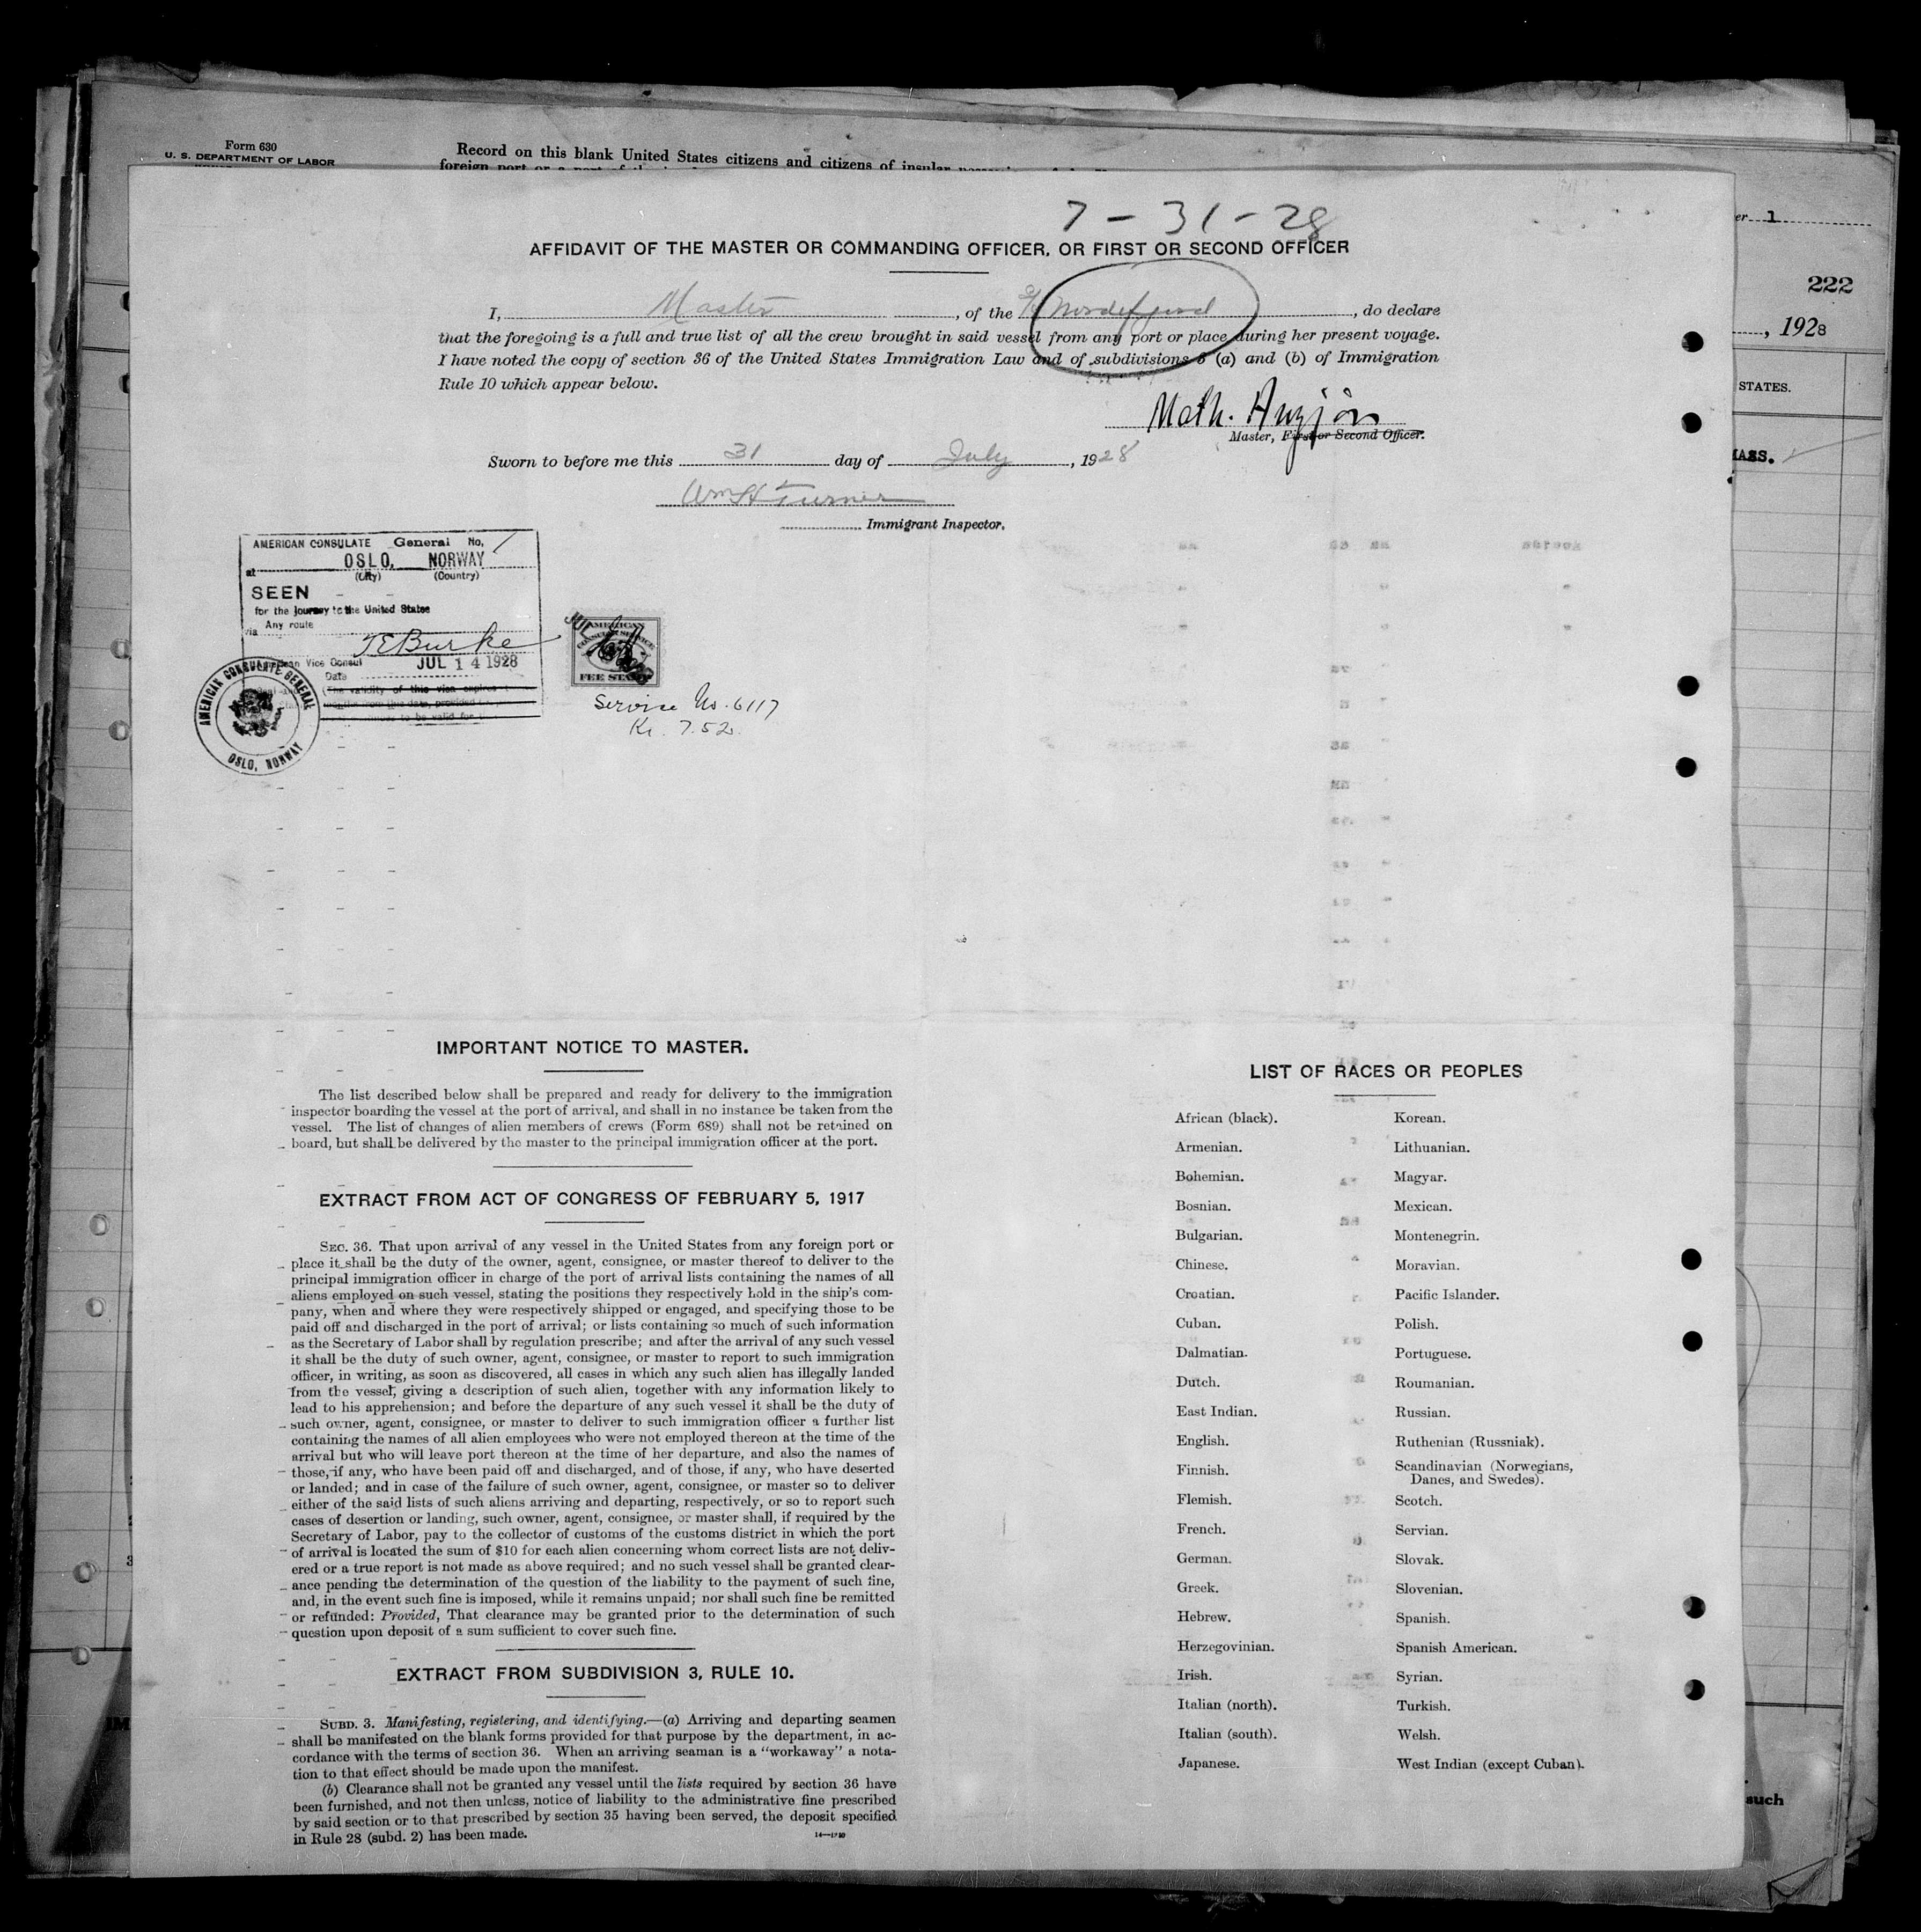 Form 630
U. S. DEPARTMENT OF LABOR
Record on this blank United States citizens and citizens of insular
foreign port or a port of
1
222
, 1928
STATES.
MASS.
such
7-31-28
AFFIDAVIT OF THE MASTER OR COMMANDING OFFICER, OR FIRST OR SECOND OFFICER
I, Master, of the S/S Nordefjord, do declare
that the foregoing is a full and true list of all the crew brought in said vessel from any port or place during her present voyage.
I have noted the copy of section 36 of the United States Immigration Law and of subdivisions 3 (a) and (b) of Immigration
Rule 10 which appear below.
Math.
Master, First or Second Officer.
Sworn to before me this 31 day of July, 1928
Wm H Turner
Immigrant Inspector.
AMERICAN CONSULATE General No. 1
at OSLO, NORWAY
(City) (Country)
SEEN
for the journey to the United States
via Any route
J E Burke
American Vice Consul
Date JUL 14 1928
(The validity of this visa expires
from this date, provided
to be valid for
AMERICAN CONSULATE GENERAL
OSLO, NORWAY
AMERICAN
CONSULAR SERVICE
FEE STAMP
Service No. 6117
Kr. 7.52.
IMPORTANT NOTICE TO MASTER.
The list described below shall be prepared and ready for delivery to the immigration
inspector boarding the vessel at the port of arrival, and shall in no instance be taken from the
vessel. The list of changes of alien members of crews (Form 689) shall not be retained on
board, but shall be delivered by the master to the principal immigration officer at the port.
EXTRACT FROM ACT OF CONGRESS OF FEBRUARY 5, 1917
SEC. 36. That upon arrival of any vessel in the United States from any foreign port or
place it shall be the duty of the owner, agent, consignee, or master thereof to deliver to the
principal immigration officer in charge of the port of arrival lists containing the names of all
aliens employed on such vessel, stating the positions they respectively hold in the ship's com-
pany, when and where they were respectively shipped or engaged, and specifying those to be
paid off and discharged in the port of arrival; or lists containing so much of such information
as the Secretary of Labor shall by regulation prescribe; and after the arrival of any such vessel
it shall be the duty of such owner, agent, consignee, or master to report to such immigration
officer, in writing, as soon as discovered, all cases in which any such alien has illegally landed
from the vessel, giving a description of such alien, together with any information likely to
lead to his apprehension; and before the departure of any such vessel it shall be the duty of
such owner, agent, consignee, or master to deliver to such immigration officer a further list
containing the names of all alien employees who were not employed thereon at the time of the
arrival but who will leave port thereon at the time of her departure, and also the names of
those, if any, who have been paid off and discharged, and of those, if any, who have deserted
or landed; and in case of the failure of such owner, agent, consignee, or master so to deliver
either of the said lists of such aliens arriving and departing, respectively, or so to report such
cases of desertion or landing, such owner, agent, consignee, or master shall, if required by the
Secretary of Labor, pay to the collector of customs of the customs district in which the port
of arrival is located the sum of $10 for each alien concerning whom correct lists are not deliv-
ered or a true report is not made as above required; and no such vessel shall be granted clear-
ance pending the determination of the question of the liability to the payment of such fine,
and, in the event such fine is imposed, while it remains unpaid; nor shall such fine be remitted
or refunded: Provided, That clearance may be granted prior to the determination of such
question upon deposit of a sum sufficient to cover such fine.
EXTRACT FROM SUBDIVISION 3, RULE 10.
SUBD. 3. Manifesting, registering, and identifying.—(a) Arriving and departing seamen
shall be manifested on the blank forms provided for that purpose by the department, in ac-
cordance with the terms of section 36. When an arriving seaman is a "workaway" a nota-
tion to that effect should be made upon the manifest.
(b) Clearance shall not be granted any vessel until the lists required by section 36 have
been furnished, and not then unless, notice of liability to the administrative fine prescribed
by said section or to that prescribed by section 35 having been served, the deposit specified
in Rule 28 (subd. 2) has been made.
LIST OF RACES OR PEOPLES
African (black).
Armenian.
Bohemian.
Bosnian.
Bulgarian.
Chinese.
Croatian.
Cuban.
Dalmatian.
Dutch.
East Indian.
English.
Finnish.
Flemish.
French.
German.
Greek.
Hebrew.
Herzegovinian.
Irish.
Italian (north).
Italian (south).
Japanese.
Korean.
Lithuanian.
Magyar.
Mexican.
Montenegrin.
Moravian.
Pacific Islander.
Polish.
Portuguese.
Roumanian.
Russian.
Ruthenian (Russniak).
Scandinavian (Norwegians,
Danes, and Swedes).
Scotch.
Servian.
Slovak.
Slovenian.
Spanish.
Spanish American.
Syrian.
Turkish.
Welsh.
West Indian (except Cuban).